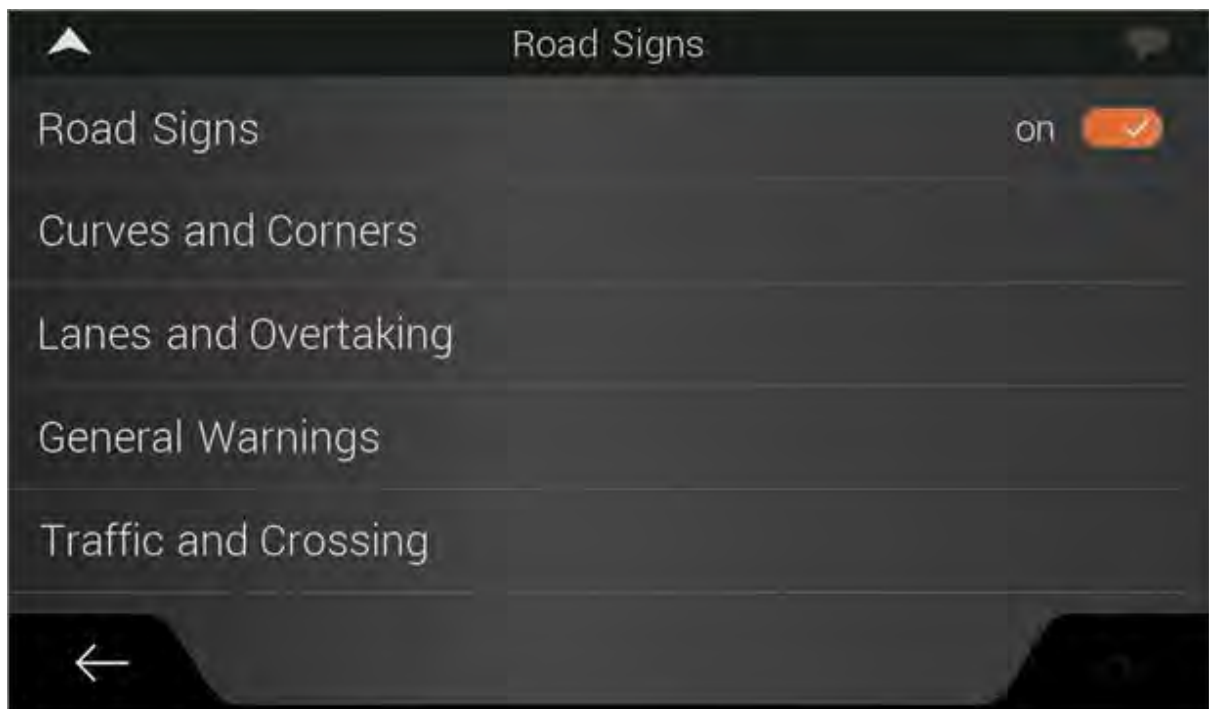 Road Signs
Road Signs on
Curves and Corners
Lanes and Overtaking
General Warnings
Traffic and Crossing